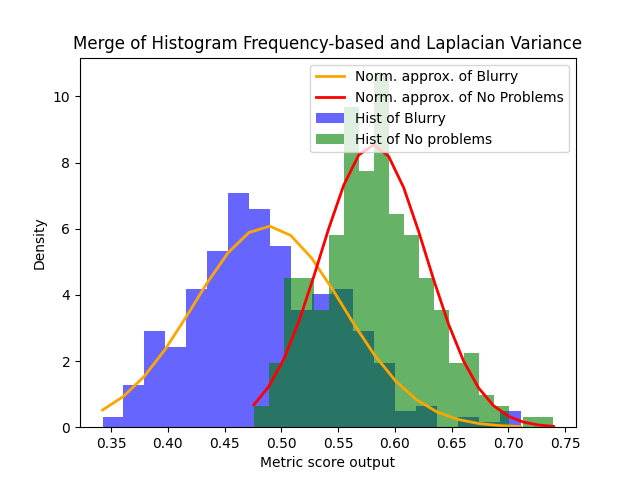 Merge of Histogram Frequency-based and Laplacian Variance
Norm. approx. of Blurry
Norm. approx. of No Problems
Hist of Blurry
Hist of No problems
Density
10
8
6
4
2
0
0.35 0.40 0.45 0.50 0.55 0.60 0.65 0.70 0.75
Metric score output